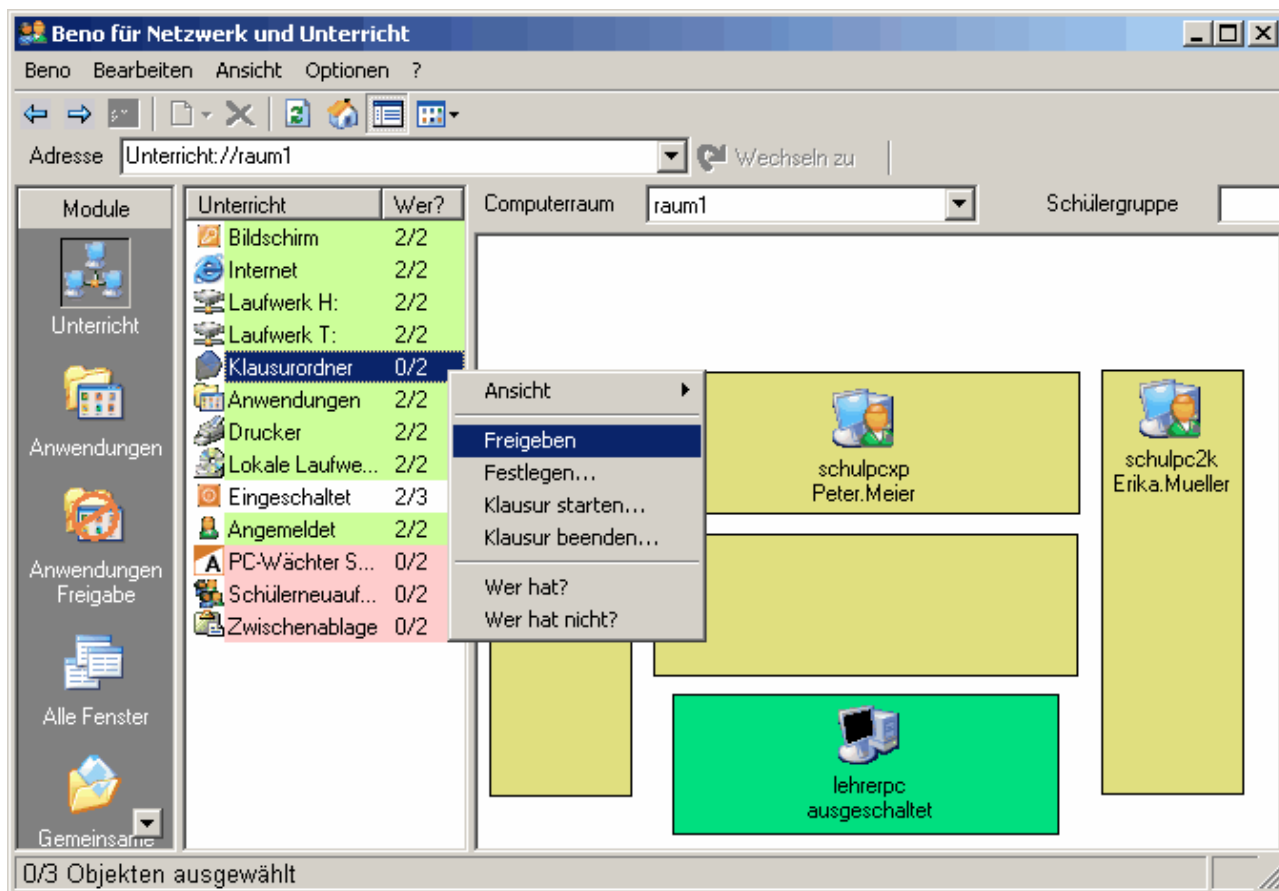 Beno für Netzwerk und Unterricht
Beno Bearbeiten Ansicht Optionen ?
Adresse Unterricht://raum1 Wechseln zu
Module
Unterricht
Anwendungen
Anwendungen
Freigabe
Alle Fenster
Gemeinsame
Unterricht Wer?
Bildschirm 2/2
Internet 2/2
Laufwerk H: 2/2
Laufwerk T: 2/2
Klausurordner 0/2
Anwendungen 2/2
Drucker 2/2
Lokale Laufwe... 2/2
Eingeschaltet 2/3
Angemeldet 2/2
PC-Wächter S... 0/2
Schülerneuauf... 0/2
Zwischenablage 0/2
Ansicht
Freigeben
Festlegen...
Klausur starten...
Klausur beenden...
Wer hat?
Wer hat nicht?
Computerraum raum1 Schülergruppe
schulpcxp
Peter.Meier
schulpc2k
Erika.Mueller
lehrerpc
ausgeschaltet
0/3 Objekten ausgewählt